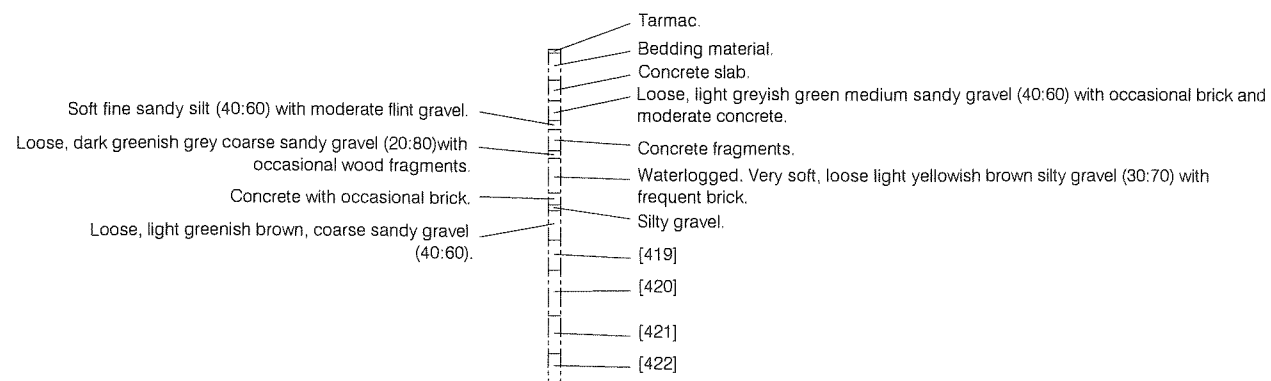 Tarmac.
Bedding material.
Concrete slab.
Loose, light greyish green medium sandy gravel (40:60) with occasional brick and
moderate concrete.
Soft fine sandy silt (40:60) with moderate flint gravel.
Concrete fragments.
Loose, dark greenish grey coarse sandy gravel (20:80)with
occasional wood fragments.
Waterlogged. Very soft, loose light yellowish brown silty gravel (30:70) with
frequent brick.
Concrete with occasional brick.
Silty gravel.
Loose, light greenish brown, coarse sandy gravel
(40:60).
[419]
[420]
[421]
[422]